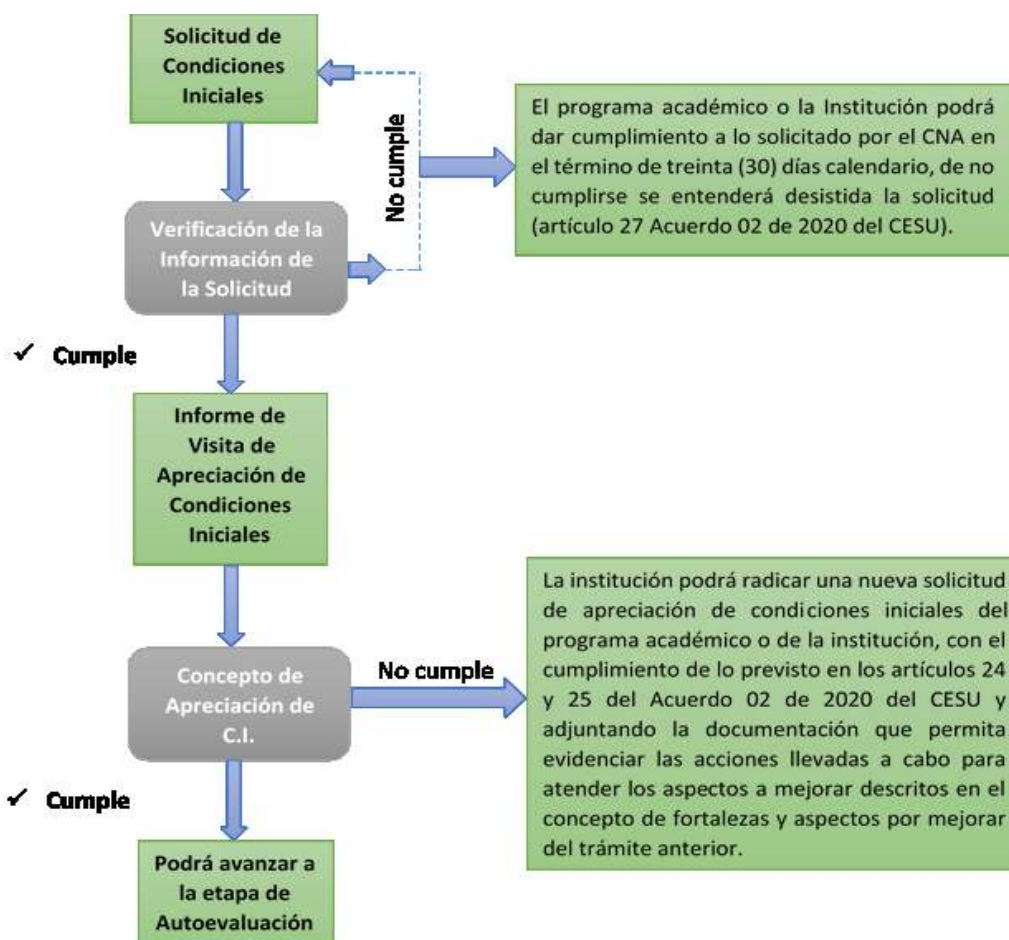 Solicitud de
Condiciones
Iniciales
No cumple
El programa académico o la Institución podrá
dar cumplimiento a lo solicitado por el CNA en
el término de treinta (30) días calendario, de no
cumplirse se entenderá desistida la solicitud
(artículo 27 Acuerdo 02 de 2020 del CESU).
Verificación de la
Información de
la Solicitud
✓ Cumple
Informe de
Visita de
Apreciación de
Condiciones
Iniciales
Concepto de
Apreciación de
C.I.
No cumple
La institución podrá radicar una nueva solicitud
de apreciación de condiciones iniciales del
programa académico o de la institución, con el
cumplimiento de lo previsto en los artículos 24
y 25 del Acuerdo 02 de 2020 del CESU y
adjuntando la documentación que permita
evidenciar las acciones llevadas a cabo para
atender los aspectos a mejorar descritos en el
concepto de fortalezas y aspectos por mejorar
del trámite anterior.
✓ Cumple
Podrá avanzar a
la etapa de
Autoevaluación